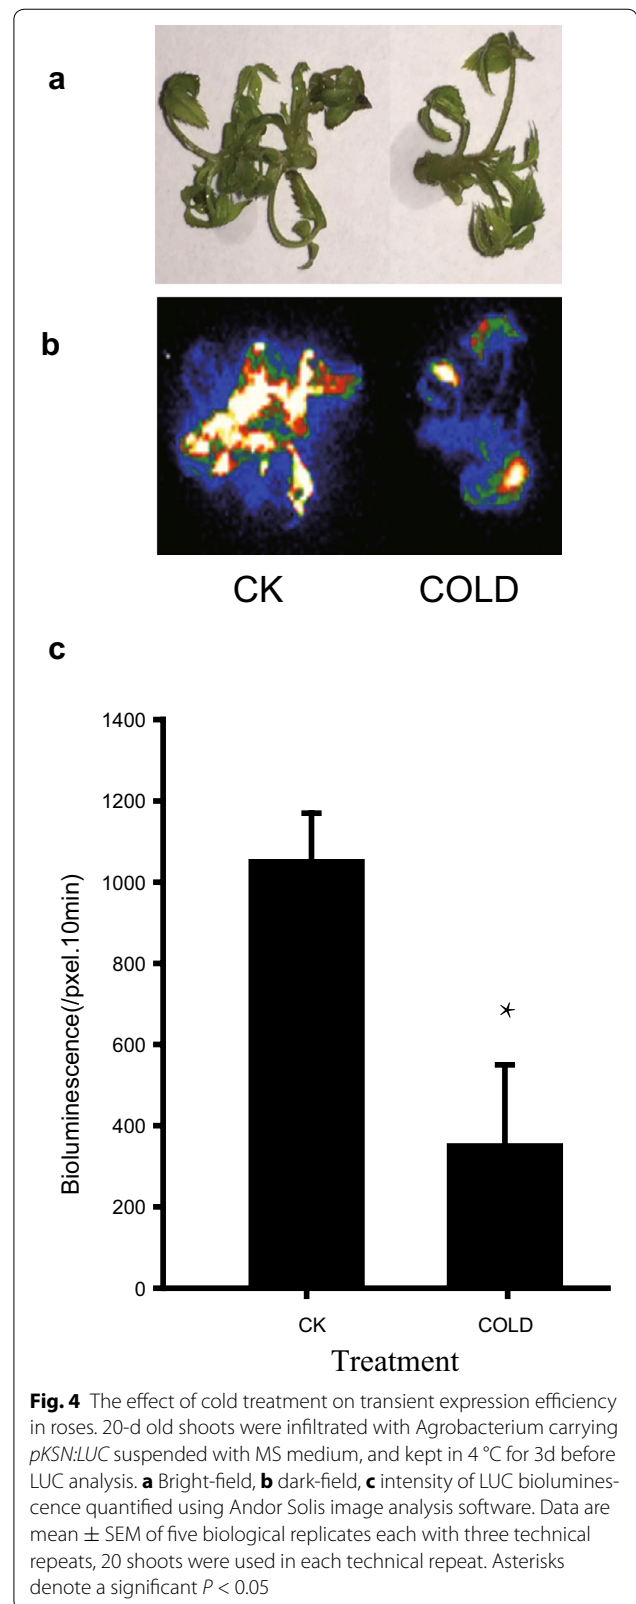 a
b
CK COLD
c
1400
1200
1000
800
600
400
200
0
Bioluminescence(/pxel.10min)
*
CK COLD
Treatment
Fig. 4 The effect of cold treatment on transient expression efficiency
in roses. 20-d old shoots were infiltrated with Agrobacterium carrying
pKSN:LUC suspended with MS medium, and kept in 4 °C for 3d before
LUC analysis. a Bright-field, b dark-field, c intensity of LUC biolumines-
cence quantified using Andor Solis image analysis software. Data are
mean ± SEM of five biological replicates each with three technical
repeats, 20 shoots were used in each technical repeat. Asterisks
denote a significant P < 0.05